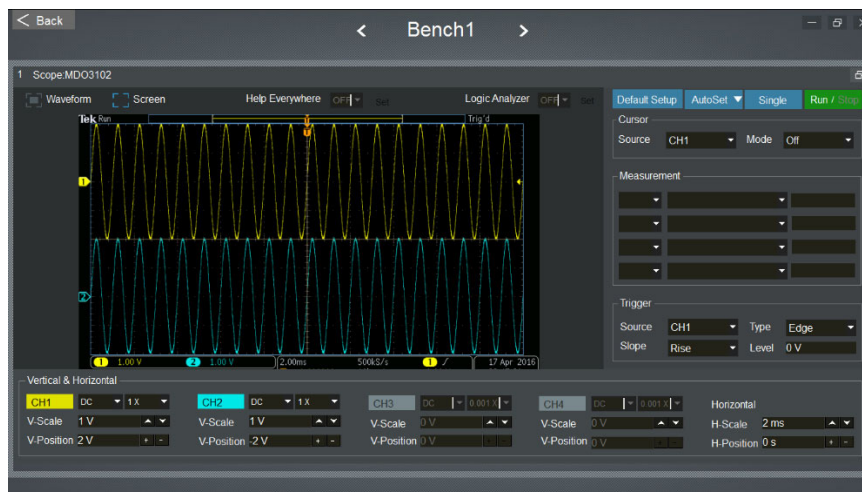 < Back
< Bench1 >
1 Scope:MDO3102
Waveform Screen Help Everywhere OFF Set Logic Analyzer OFF Set
Default Setup AutoSet Single Run / Stop
Tek Run Trig'd
Cursor
Source CH1 Mode Off
Measurement
1
2
Trigger
Source CH1 Type Edge
Slope Rise Level 0 V
1 1.00 V 2 1.00 V 2.00ms 500kS/s 1 17 Apr 2016
Vertical & Horizontal
CH1 DC 1 X CH2 DC 1 X CH3 DC 0.001 X CH4 DC 0.001 X Horizontal
V-Scale 1 V V-Scale 1 V V-Scale 0 V V-Scale 0 V H-Scale 2 ms
V-Position 2 V + - V-Position -2 V + - V-Position 0 V V-Position 0 V H-Position 0 s + -